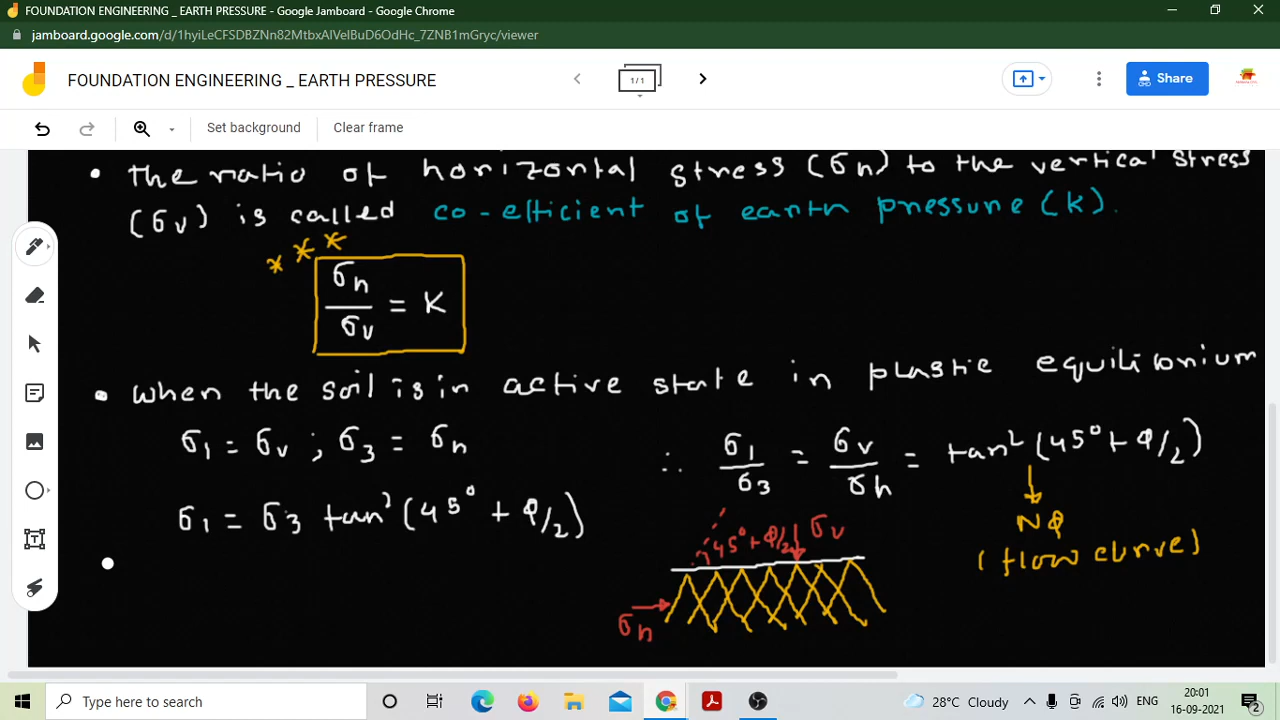 FOUNDATION ENGINEERING _ EARTH PRESSURE - Google Jamboard - Google Chrome
jamboard.google.com/d/1hyiLeCFSDBZNn82MtbxAlVelBuD6OdHc_7ZNB1mGryc/viewer
FOUNDATION ENGINEERING _ EARTH PRESSURE
1/1
Share
Set background
Clear frame
• the ratio of horizontal stress (σh) to the vertical stress
(σv) is called co-efficient of earth pressure (K).
* * *
σh/σv = K
• when the soil is in active state in plastic equilibrium
σ1 = σv ; σ3 = σh
∴ σ1/σ3 = σv/σh = tan²(45° + φ/2)
σ1 = σ3 tan²(45° + φ/2)
Nφ
(flow curve)
45° + φ/2
σv
σh
Type here to search
28°C Cloudy
ENG
20:01
16-09-2021
2